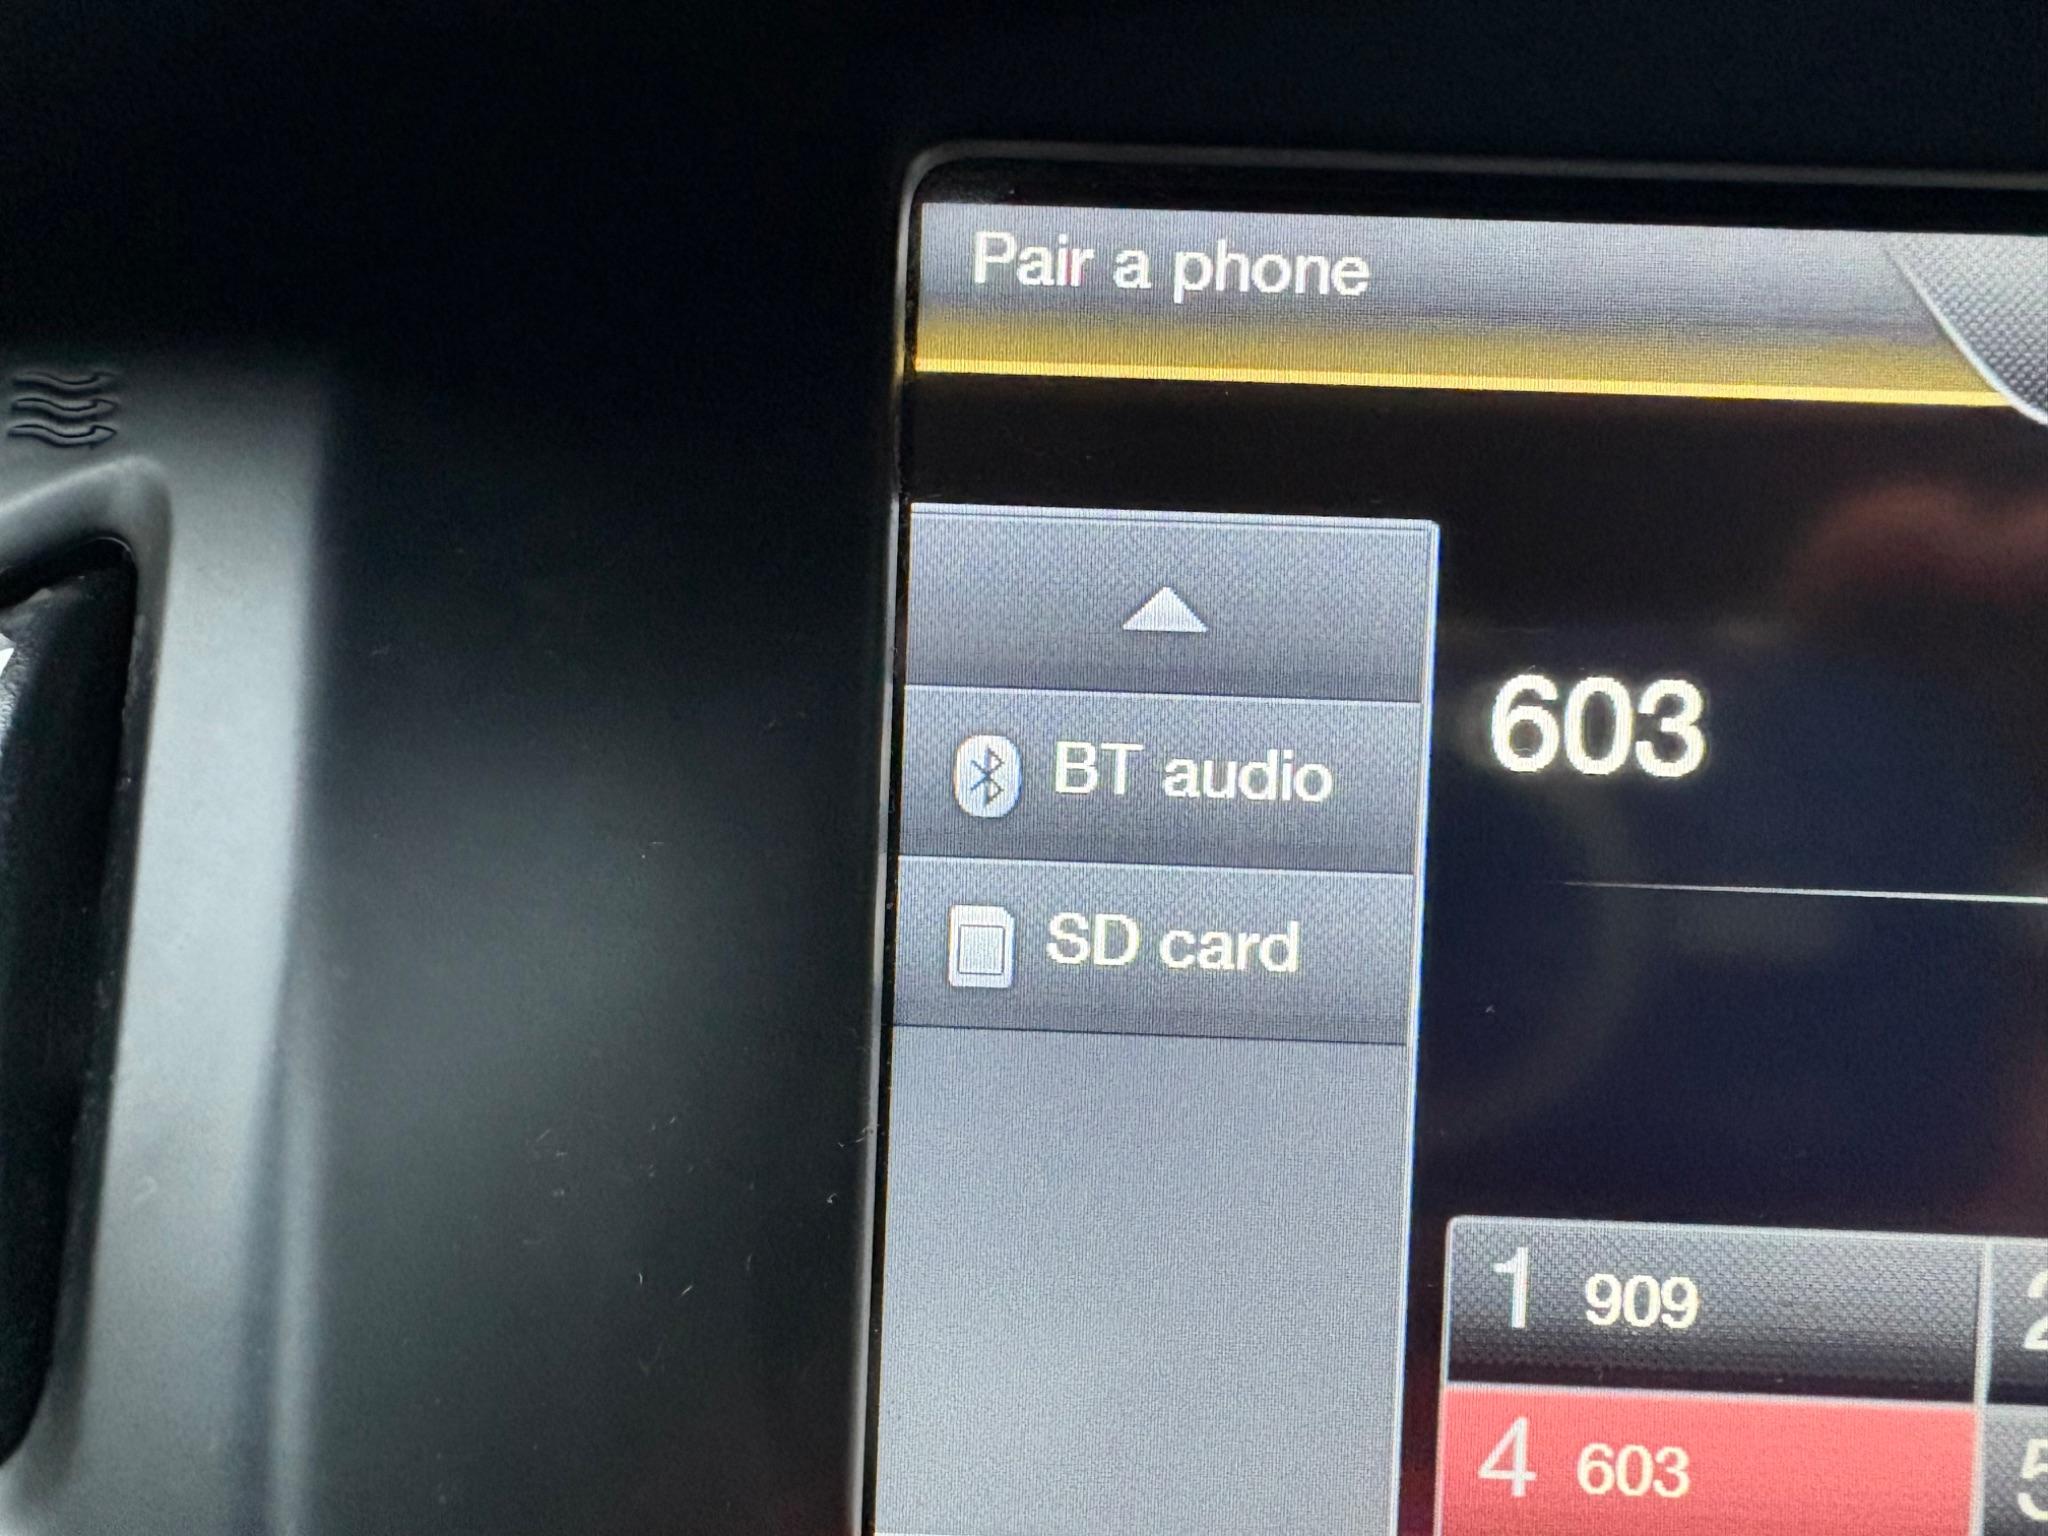 Pair a phone
BT audio
603
SD card
1 909
4 603